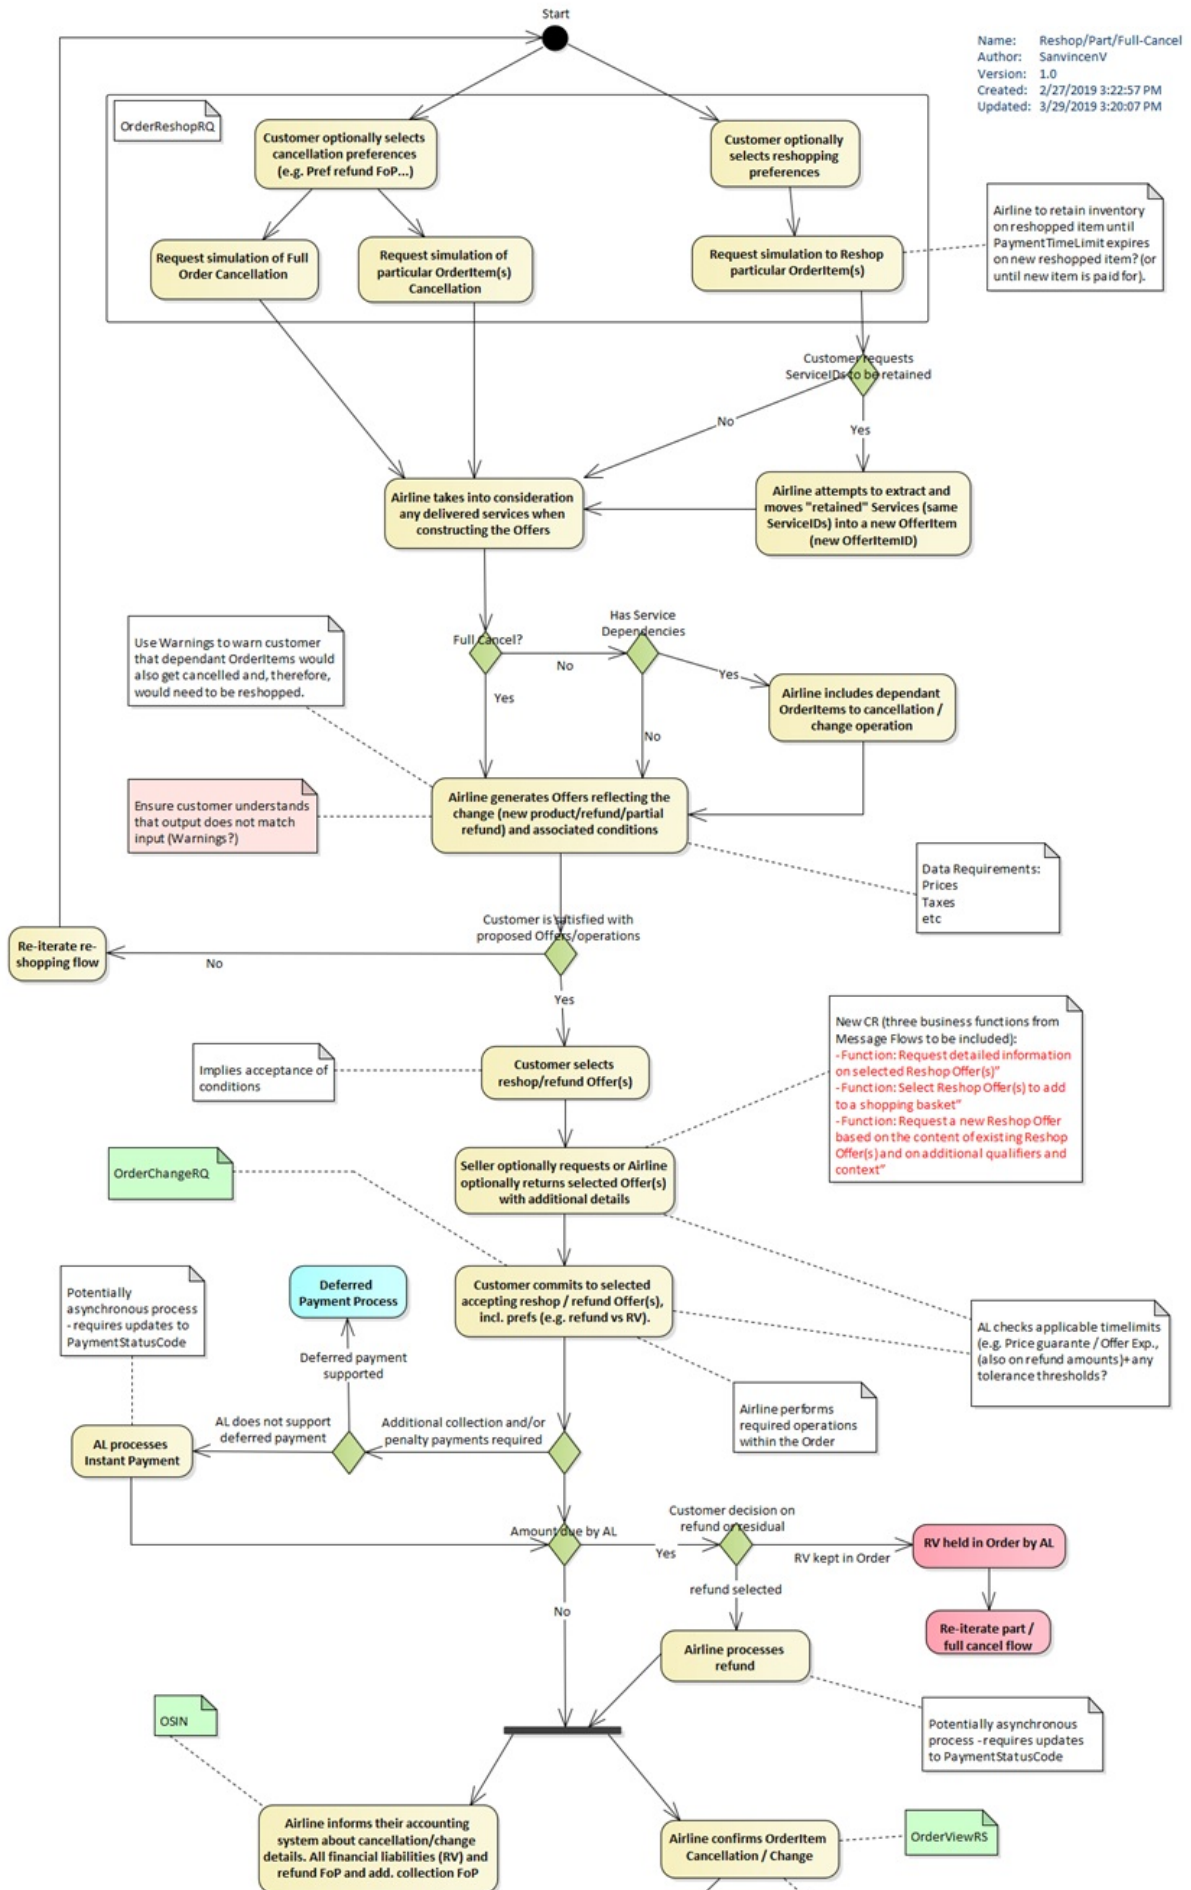 Start
Name: Reshop/Part/Full-Cancel
Author: SanvincenV
Version: 1.0
Created: 2/27/2019 3:22:57 PM
Updated: 3/29/2019 3:20:07 PM
OrderReshopRQ
Customer optionally selects
cancellation preferences
(e.g. Pref refund FoP...)
Customer optionally
selects reshopping
preferences
Airline to retain inventory
on reshopped item until
PaymentTimeLimit expires
on new reshopped item? (or
until new item is paid for).
Request simulation of Full
Order Cancellation
Request simulation of
particular OrderItem(s)
Cancellation
Request simulation to Reshop
particular OrderItem(s)
Customer requests
ServiceIDs to be retained
No
Yes
Airline takes into consideration
any delivered services when
constructing the Offers
Airline attempts to extract and
moves "retained" Services (same
ServiceIDs) into a new OfferItem
(new OfferItemID)
Has Service
Dependencies
Full Cancel?
No
Yes
Yes
No
Use Warnings to warn customer
that dependant OrderItems would
also get cancelled and, therefore,
would need to be reshopped.
Airline includes dependant
OrderItems to cancellation /
change operation
Ensure customer understands
that output does not match
input (Warnings?)
Airline generates Offers reflecting the
change (new product/refund/partial
refund) and associated conditions
Data Requirements:
Prices
Taxes
etc
Customer is satisfied with
proposed Offers/operations
Re-iterate re-
shopping flow
No
Yes
New CR (three business functions from
Message Flows to be included):
-Function: Request detailed information
on selected Reshop Offer(s)"
-Function: Select Reshop Offer(s) to add
to a shopping basket"
-Function: Request a new Reshop Offer
based on the content of existing Reshop
Offer(s) and on additional qualifiers and
context"
Implies acceptance of
conditions
Customer selects
reshop/refund Offer(s)
OrderChangeRQ
Seller optionally requests or Airline
optionally returns selected Offer(s)
with additional details
Potentially
asynchronous process
- requires updates to
PaymentStatusCode
Deferred
Payment Process
Customer commits to selected
accepting reshop / refund Offer(s),
incl. prefs (e.g. refund vs RV).
AL checks applicable timelimits
(e.g. Price guarante / Offer Exp.,
(also on refund amounts)+ any
tolerance thresholds?
Deferred payment
supported
Airline performs
required operations
within the Order
AL does not support
deferred payment
Additional collection and/or
penalty payments required
AL processes
Instant Payment
Amount due by AL
Yes
Customer decision on
refund or residual
RV kept in Order
RV held in Order by AL
refund selected
No
Re-iterate part /
full cancel flow
Airline processes
refund
OSIN
Potentially asynchronous
process - requires updates
to PaymentStatusCode
Airline informs their accounting
system about cancellation/change
details. All financial liabilities (RV) and
refund FoP and add. collection FoP
Airline confirms OrderItem
Cancellation / Change
OrderViewRS